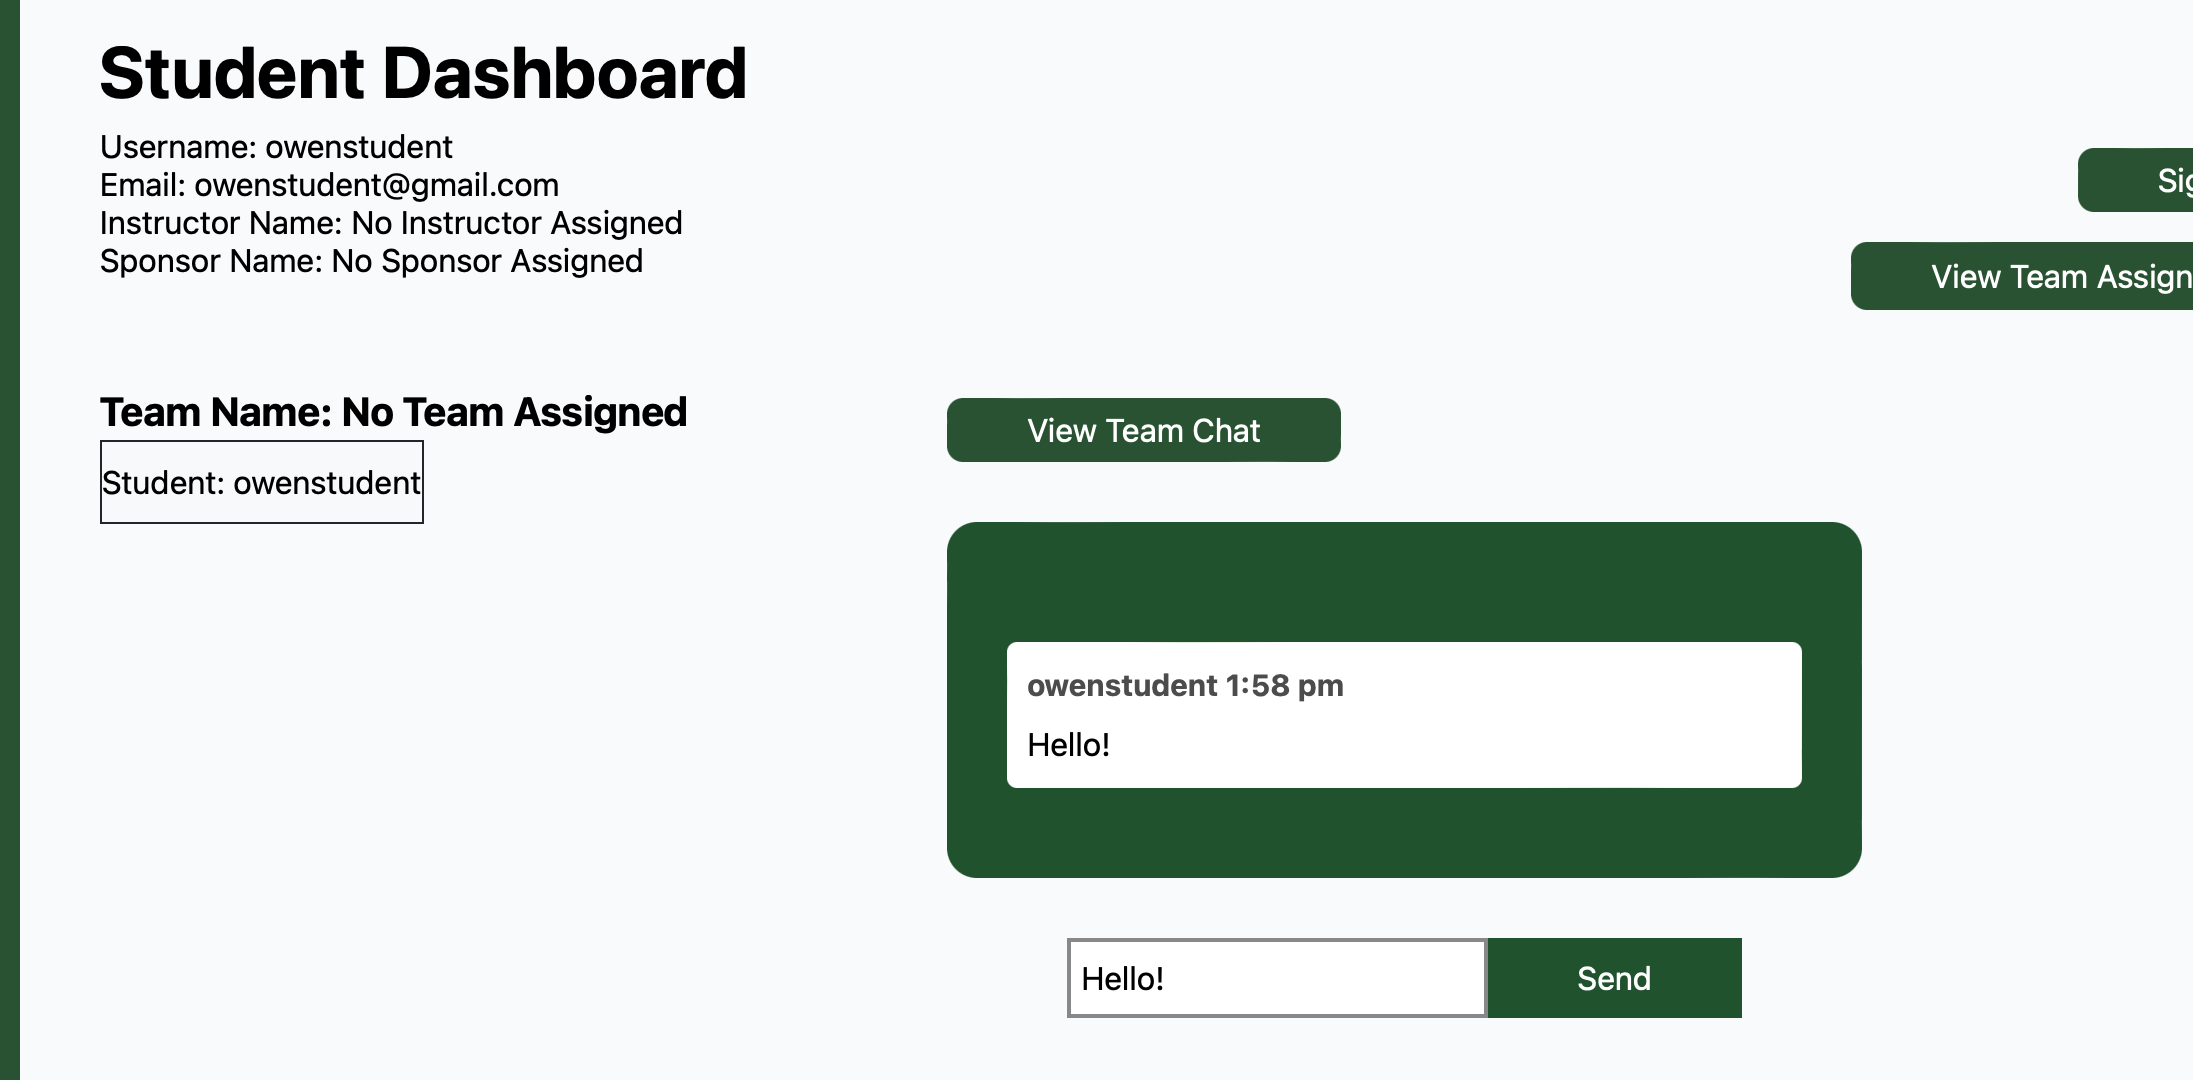 Student Dashboard
Username: owenstudent
Email: owenstudent@gmail.com
Instructor Name: No Instructor Assigned
Sponsor Name: No Sponsor Assigned
Sig
View Team Assign
Team Name: No Team Assigned
Student: owenstudent
View Team Chat
owenstudent 1:58 pm
Hello!
Hello!
Send